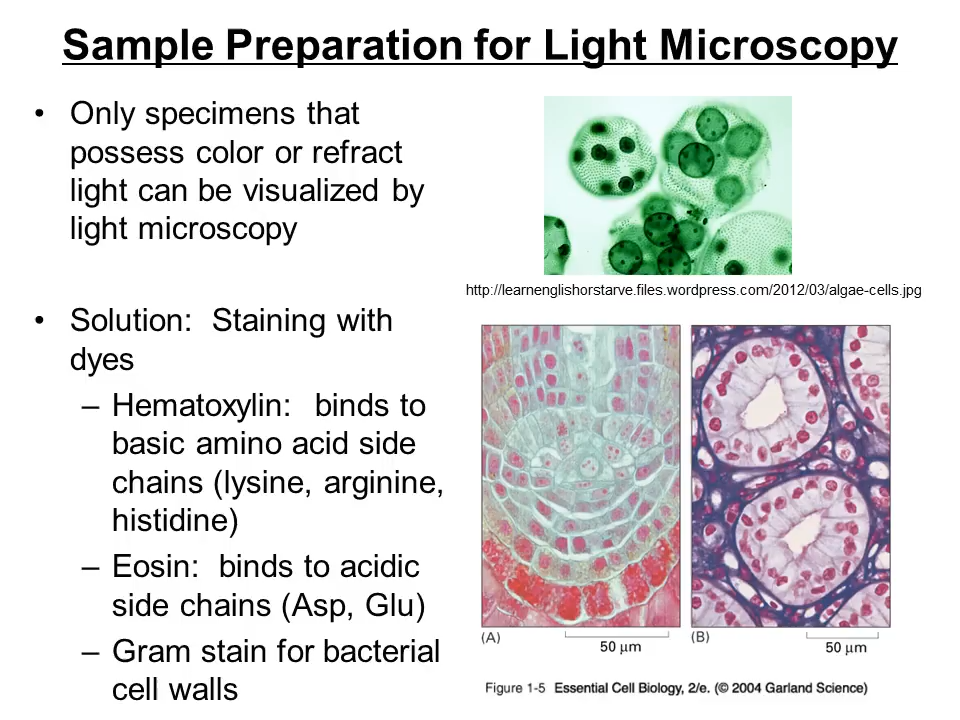 Sample Preparation for Light Microscopy
• Only specimens that
possess color or refract
light can be visualized by
light microscopy
http://learnenglishorstarve.files.wordpress.com/2012/03/algae-cells.jpg
• Solution: Staining with
dyes
– Hematoxylin: binds to
basic amino acid side
chains (lysine, arginine,
histidine)
– Eosin: binds to acidic
side chains (Asp, Glu)
– Gram stain for bacterial
cell walls
(A)
50 μm
(B)
50 μm
Figure 1-5 Essential Cell Biology, 2/e. (© 2004 Garland Science)